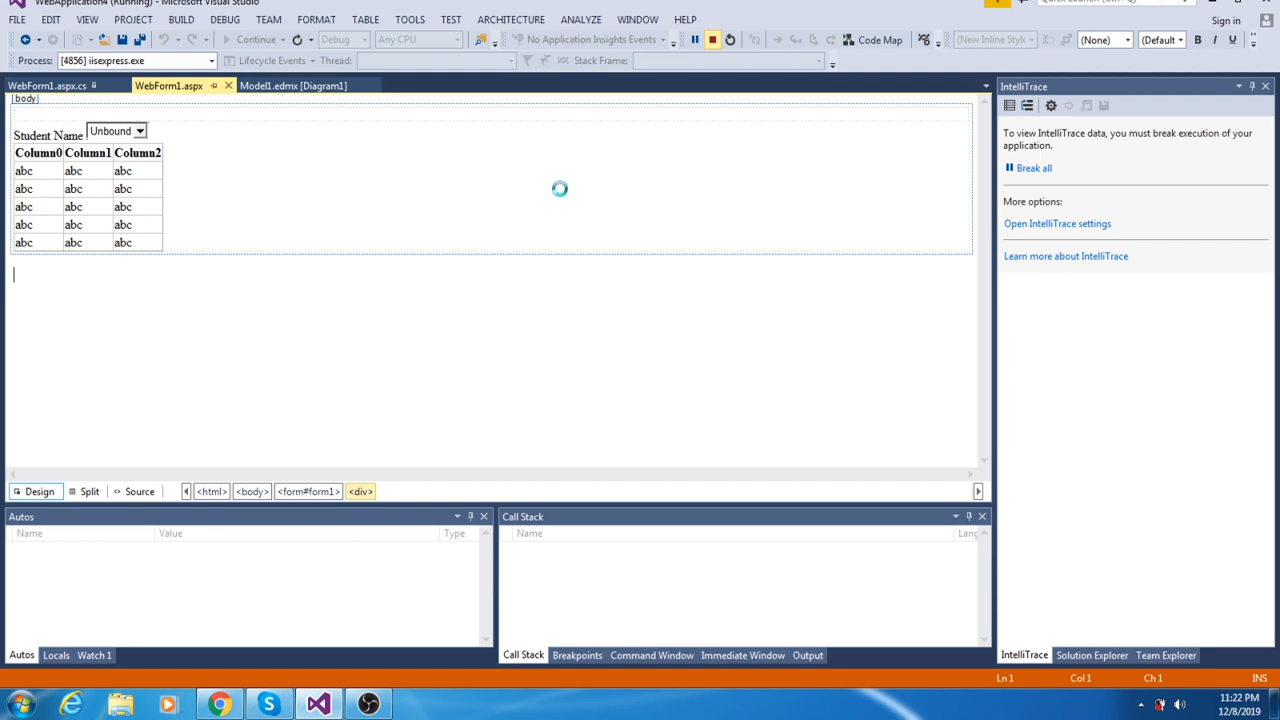 WebApplication4 (Running) - Microsoft Visual Studio
Quick Launch (Ctrl+Q)
FILE EDIT VIEW PROJECT BUILD DEBUG TEAM FORMAT TABLE TOOLS TEST ARCHITECTURE ANALYZE WINDOW HELP Sign in
Continue Debug Any CPU No Application Insights Events Code Map (New Inline Style (None) (Default B I U
Process: [4856] iisexpress.exe Lifecycle Events Thread: Stack Frame:
WebForm1.aspx.cs WebForm1.aspx Model1.edmx [Diagram1]
body
Student Name Unbound
Column0 Column1 Column2
abc abc abc
abc abc abc
abc abc abc
abc abc abc
abc abc abc
Design Split Source <html> <body> <form#form1> <div>
Autos
Name Value Type
Autos Locals Watch 1
Call Stack
Name Lang
Call Stack Breakpoints Command Window Immediate Window Output
IntelliTrace
To view IntelliTrace data, you must break execution of your
application.
Break all
More options:
Open IntelliTrace settings
Learn more about IntelliTrace
IntelliTrace Solution Explorer Team Explorer
Ln 1 Col 1 Ch 1 INS
11:22 PM
12/8/2019